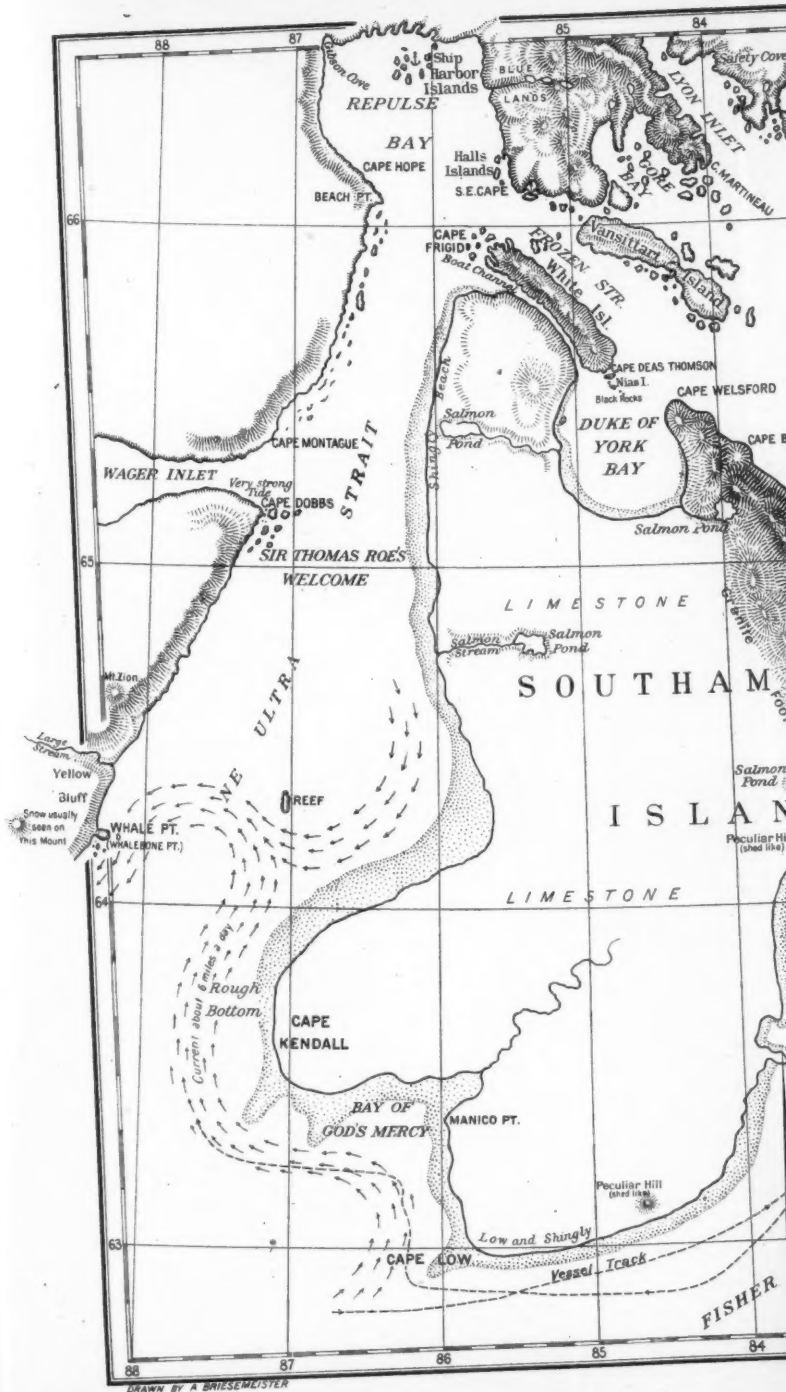 88
87
85
84
Gibson Cove
Ship
Harbor
Islands
REPULSE
BAY
BLUE
LANDS
Safety Cove
LYON INLET
CAPE HOPE
BEACH PT.
Halls
Islands
S.E. CAPE
GORE
BAY
C. MARTINEAU
66
CAPE
FRIGID
Boat Channel
FROZEN STR.
White Isl.
Vansittart
Island
CAPE DEAS THOMSON
Nias I.
Black Rocks
CAPE WELSFORD
DUKE OF
YORK
BAY
CAPE B
Shingly Beach
Salmon
Pond
CAPE MONTAGUE
WAGER INLET
Very strong
Tide
CAPE DOBBS
STRAIT
Salmon Pond
65
SIR THOMAS ROE'S
WELCOME
LIMESTONE
Granite
Salmon
Stream
Salmon
Pond
SOUTHAM
Foot
Mt. Zion
NE ULTRA
Large
Stream
Yellow
Bluff
Snow usually
seen on
This Mount
WHALE PT.
(WHALEBONE PT.)
REEF
Salmon
Pond
ISLAN
Peculiar Hil
(shed like)
64
LIMESTONE
Current about 6 miles a day
Rough
Bottom
CAPE
KENDALL
BAY OF
GOD'S MERCY
MANICO PT.
Peculiar Hill
(shed like)
63
CAPE LOW
Low and Shingly
Vessel Track
FISHER
88
87
86
85
84
DRAWN BY A BRIESEMEISTER